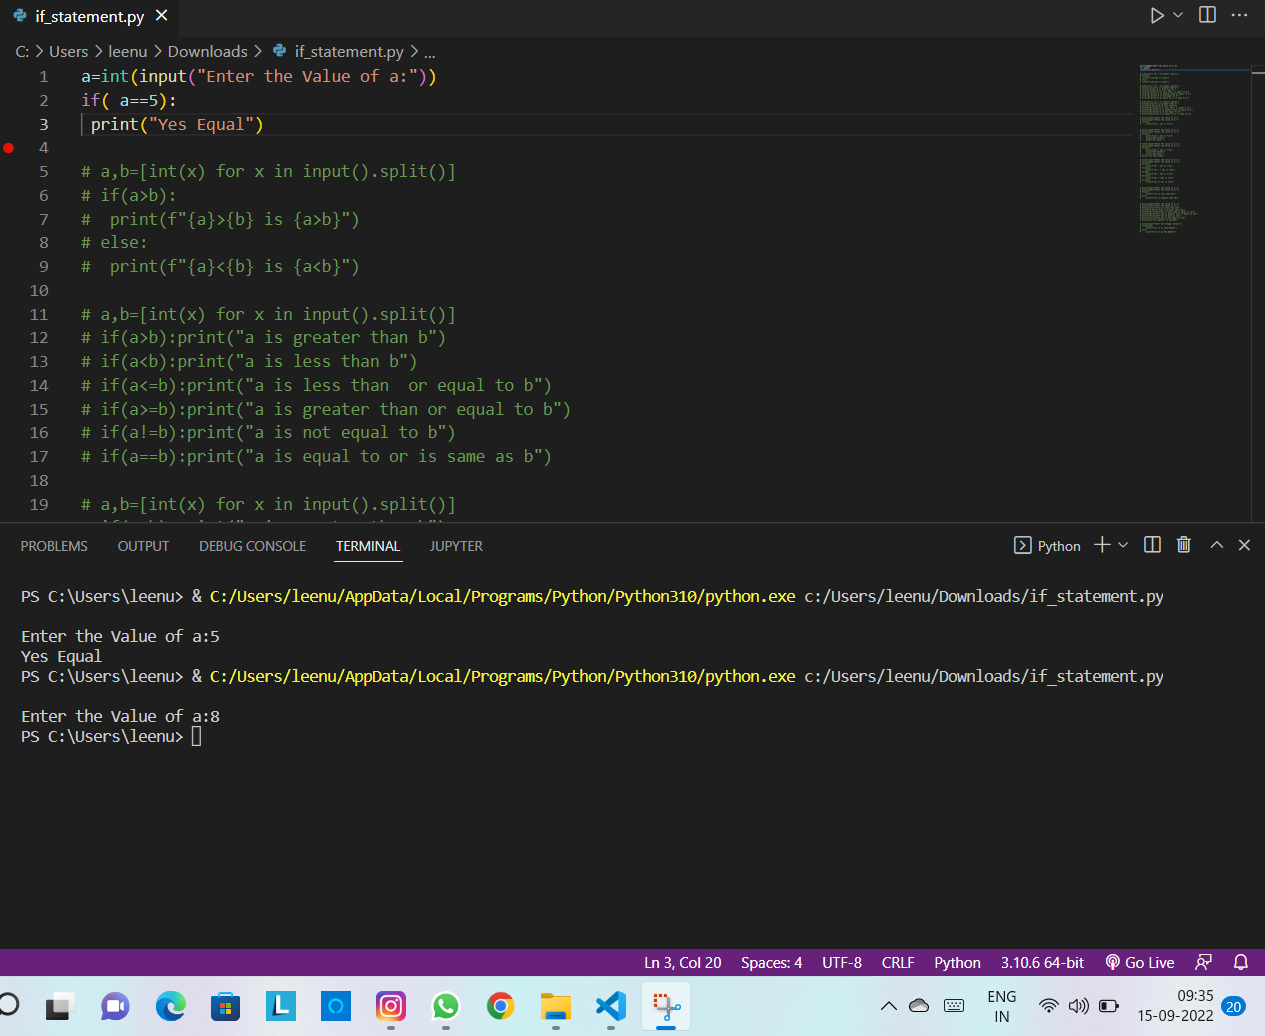 if_statement.py
C: > Users > leenu > Downloads > if_statement.py > ...
1 a=int(input("Enter the Value of a:"))
2 if( a==5):
3  print("Yes Equal")
4
5 # a,b=[int(x) for x in input().split()]
6 # if(a>b):
7 #  print(f"{a}>{b} is {a>b}")
8 # else:
9 #  print(f"{a}<{b} is {a<b}")
10
11 # a,b=[int(x) for x in input().split()]
12 # if(a>b):print("a is greater than b")
13 # if(a<b):print("a is less than b")
14 # if(a<=b):print("a is less than  or equal to b")
15 # if(a>=b):print("a is greater than or equal to b")
16 # if(a!=b):print("a is not equal to b")
17 # if(a==b):print("a is equal to or is same as b")
18
19 # a,b=[int(x) for x in input().split()]
PROBLEMS OUTPUT DEBUG CONSOLE TERMINAL JUPYTER Python
PS C:\Users\leenu> & C:/Users/leenu/AppData/Local/Programs/Python/Python310/python.exe c:/Users/leenu/Downloads/if_statement.py
Enter the Value of a:5
Yes Equal
PS C:\Users\leenu> & C:/Users/leenu/AppData/Local/Programs/Python/Python310/python.exe c:/Users/leenu/Downloads/if_statement.py
Enter the Value of a:8
PS C:\Users\leenu>
Ln 3, Col 20 Spaces: 4 UTF-8 CRLF Python 3.10.6 64-bit Go Live
L
ENG
IN
09:35
15-09-2022
20